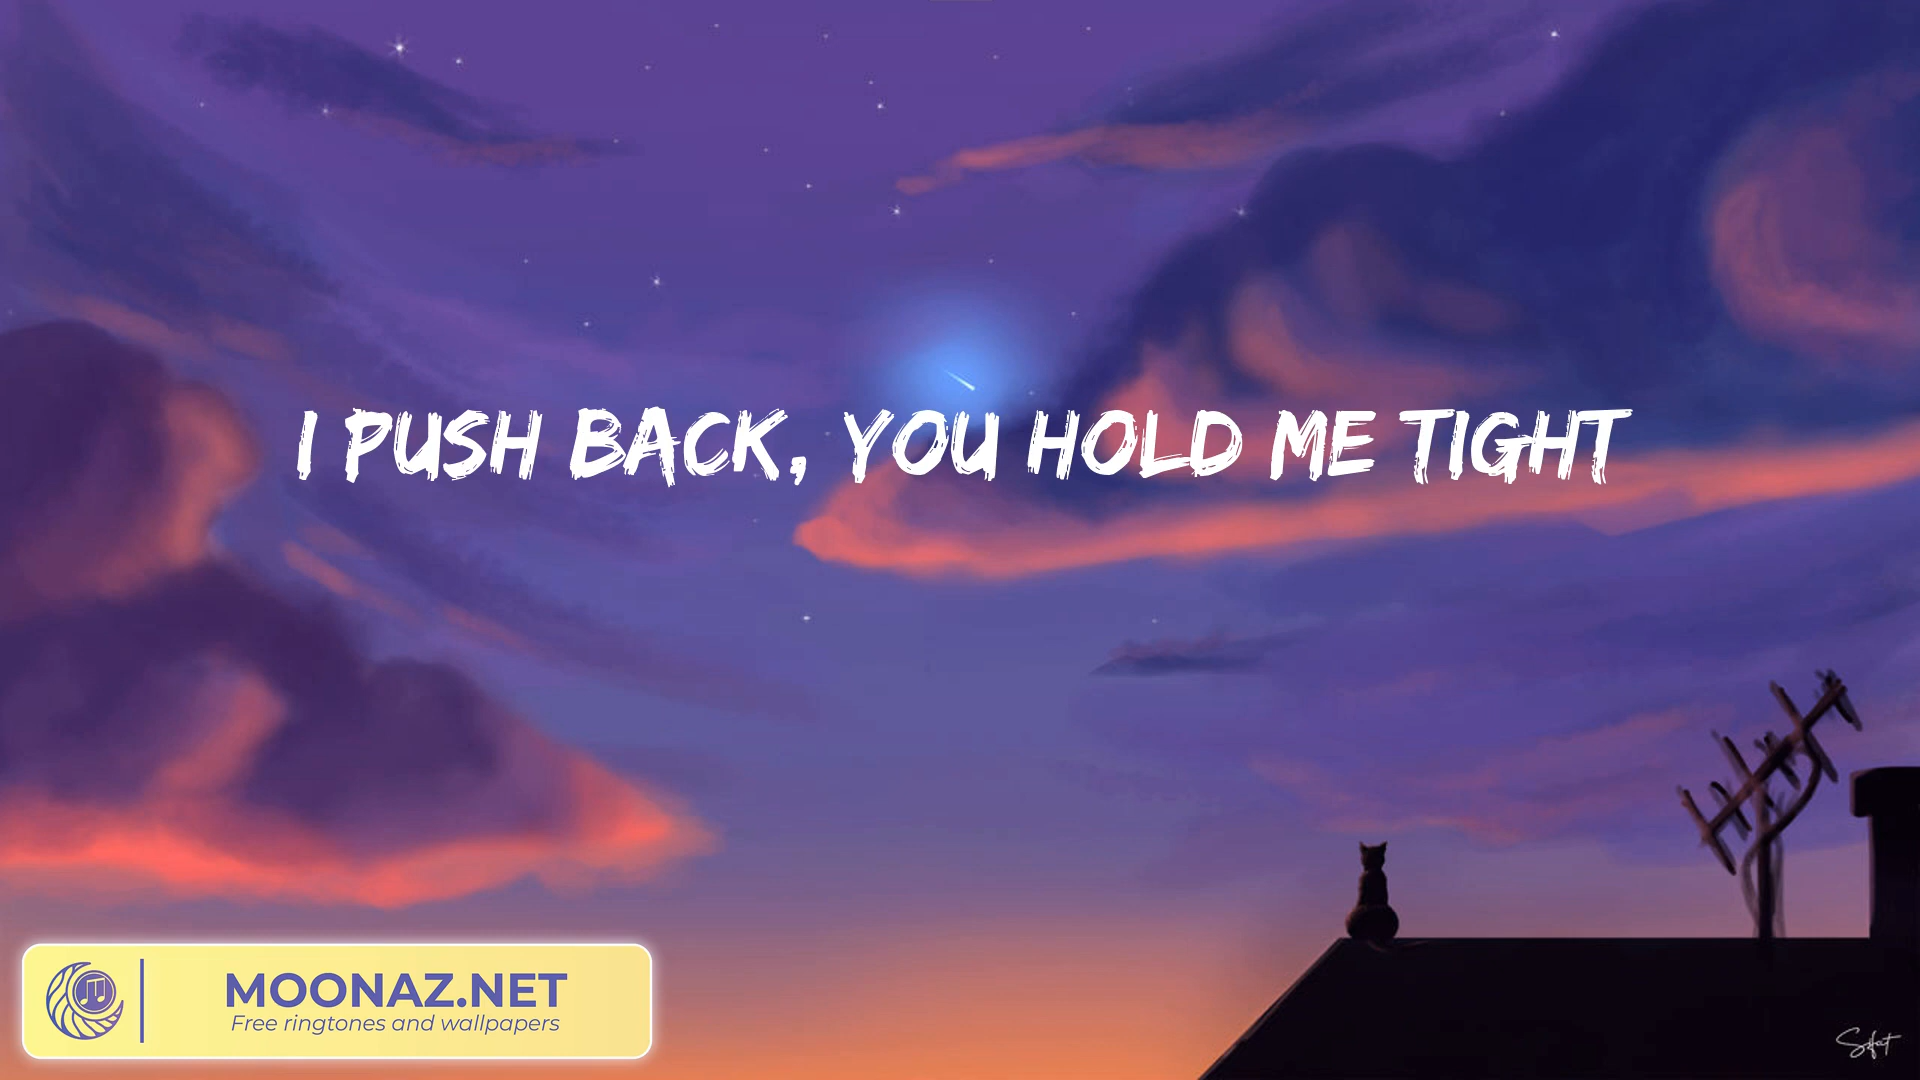 I PUSH BACK, YOU HOLD ME TIGHT
MOONAZ.NET
Free ringtones and wallpapers